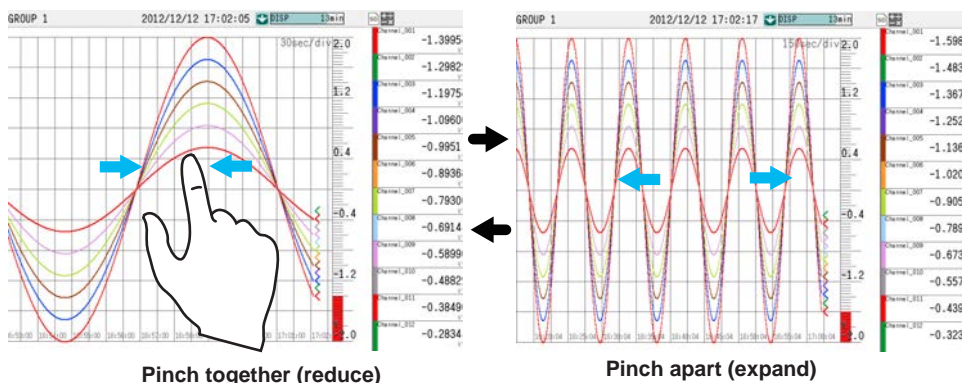 GROUP 1 2012/12/12 17:02:05 DISP 13min
30sec/div 2.0
1.2
0.4
-0.4
-1.2
2.0
Channel_001 -1.3995
Channel_002 -1.2982
Channel_003 -1.1975
Channel_004 -1.0960
Channel_005 -0.9951
Channel_006 -0.8936
Channel_007 -0.7930
Channel_008 -0.6914
Channel_009 -0.5899
Channel_010 -0.4882
Channel_011 -0.3849
Channel_012 -0.2834
Pinch together (reduce)
GROUP 1 2012/12/12 17:02:17 DISP 13min
2.0
1.2
0.4
-0.4
-1.2
2.0
Channel_001 -1.598
Channel_002 -1.483
Channel_003 -1.367
Channel_004 -1.252
Channel_005 -1.136
Channel_006 -1.020
Channel_007 -0.905
Channel_008 -0.789
Channel_009 -0.673
Channel_010 -0.557
Channel_011 -0.439
Channel_012 -0.323
Pinch apart (expand)